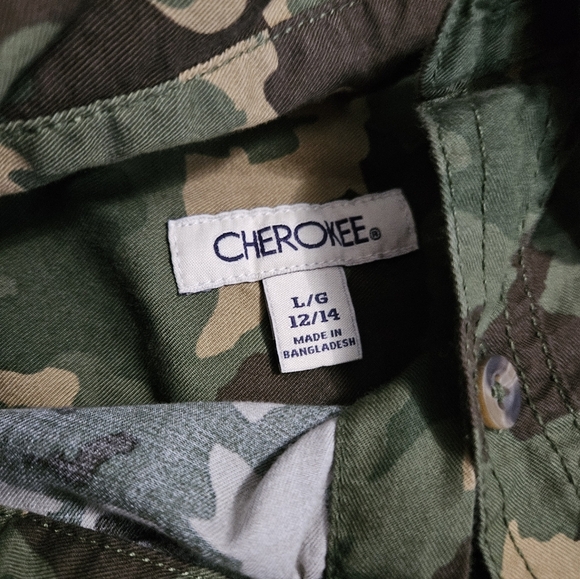 CHEROKEE®
L/G
12/14
MADE IN
BANGLADESH